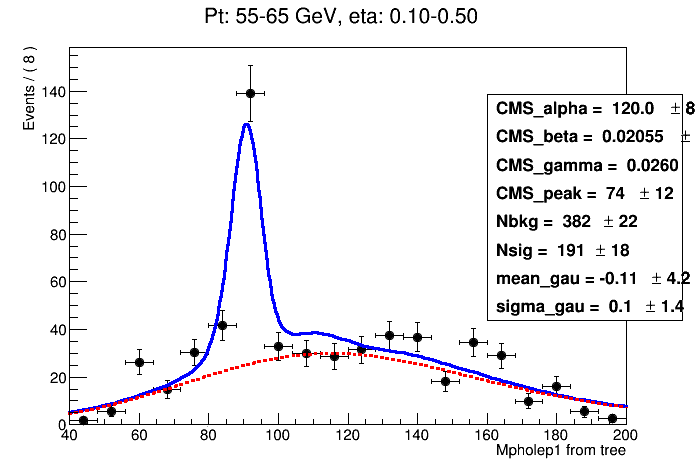 Pt: 55-65 GeV, eta: 0.10-0.50
Events / ( 8 )
140
120
100
80
60
40
20
0
CMS_alpha = 120.0 ± 8
CMS_beta = 0.02055 ±
CMS_gamma = 0.0260
CMS_peak = 74 ± 12
Nbkg = 382 ± 22
Nsig = 191 ± 18
mean_gau = -0.11 ± 4.2
sigma_gau = 0.1 ± 1.4
40 60 80 100 120 140 160 180 200
Mpholep1 from tree